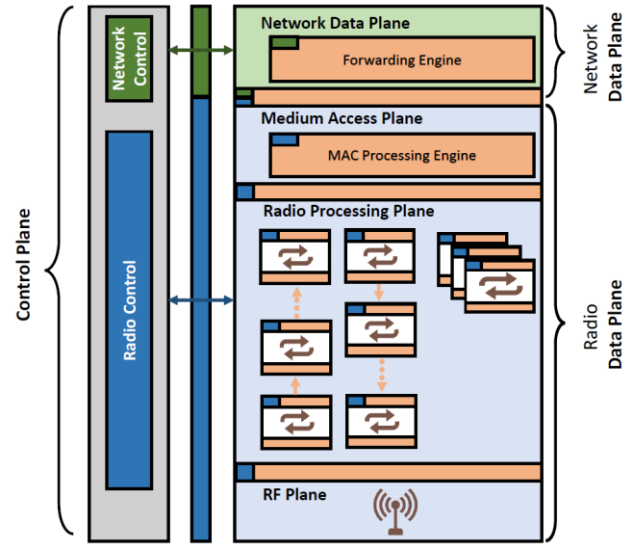 Control Plane
Network
Control
Radio Control
Network Data Plane
Forwarding Engine
Medium Access Plane
MAC Processing Engine
Radio Processing Plane
RF Plane
Network
Data Plane
Radio
Data Plane